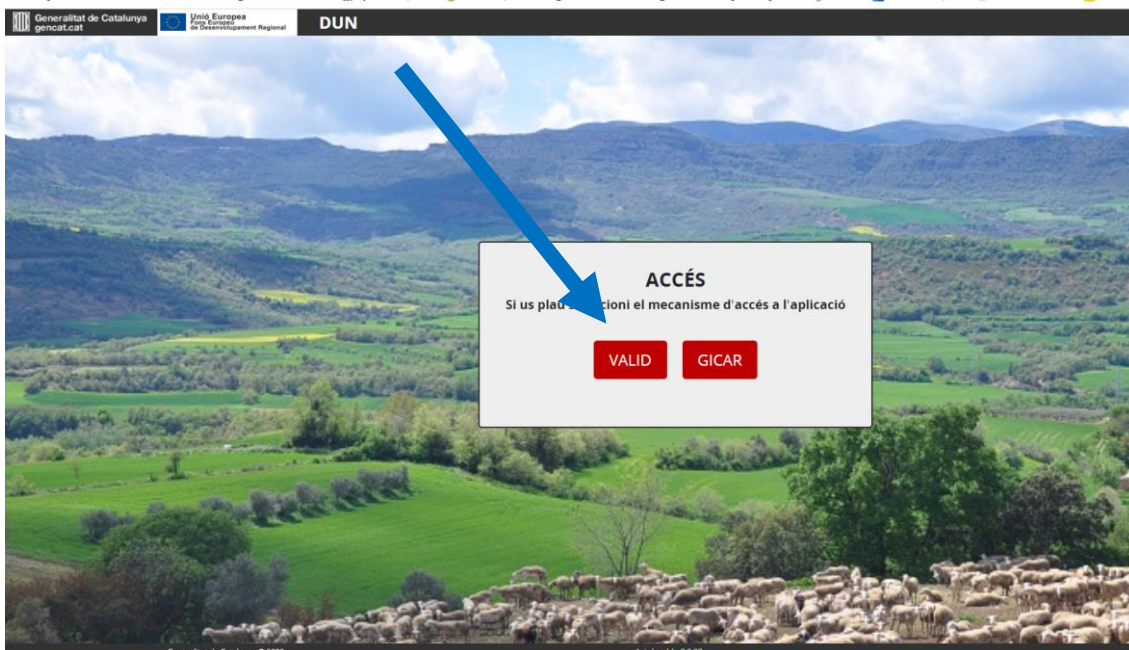 Generalitat de Catalunya
gencat.cat
Unió Europea
Fons Europeu
de Desenvolupament Regional
DUN
ACCÉS
Si us plau el mecanisme d'accés a l'aplicació
VALID
GICAR